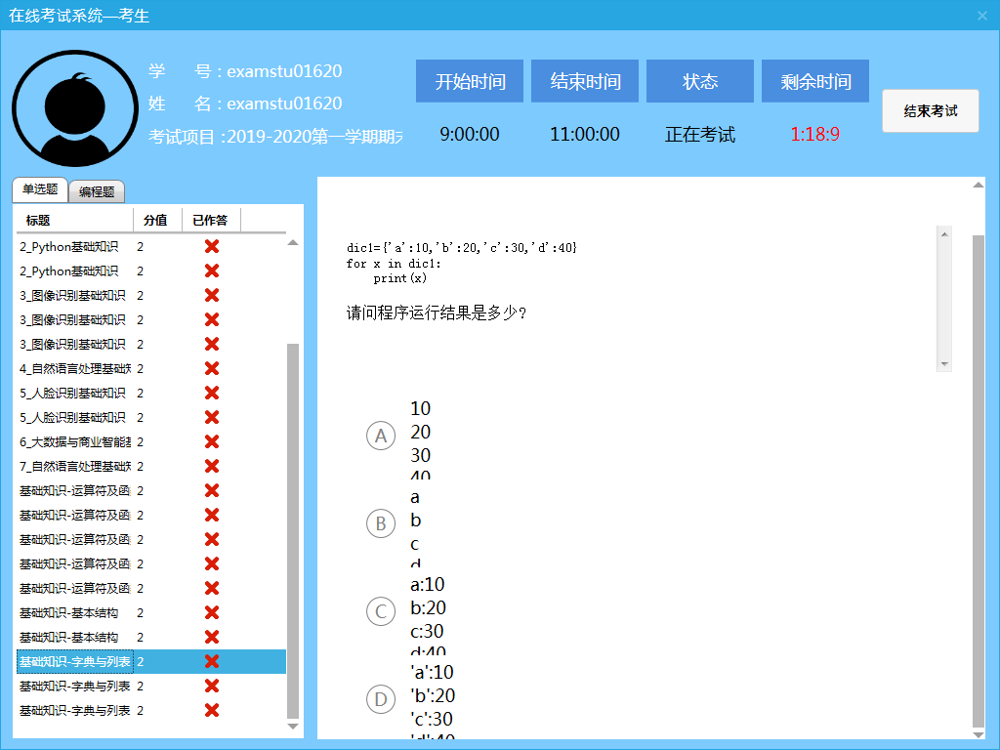 在线考试系统—考生
学 号 : examstu01620
姓 名 : examstu01620
考试项目 :2019-2020第一学期期
开始时间 结束时间 状态 剩余时间
9:00:00 11:00:00 正在考试 1:18:9
结束考试
单选题 编程题
标题 分值 已作答
2_Python基础知识 2
2_Python基础知识 2
3_图像识别基础知识 2
3_图像识别基础知识 2
3_图像识别基础知识 2
4_自然语言处理基础知 2
5_人脸识别基础知识 2
5_人脸识别基础知识 2
6_大数据与商业智能基 2
7_自然语言处理基础知 2
基础知识-运算符及函 2
基础知识-运算符及函 2
基础知识-运算符及函 2
基础知识-运算符及函 2
基础知识-运算符及函 2
基础知识-基本结构 2
基础知识-基本结构 2
基础知识-字典与列表 2
基础知识-字典与列表 2
基础知识-字典与列表 2
dic1={'a':10,'b':20,'c':30,'d':40}
for x in dic1:
print(x)
请问程序运行结果是多少?
A
10
20
30
40
B
a
b
c
d
C
a:10
b:20
c:30
d:40
D
'a':10
'b':20
'c':30
'd':40